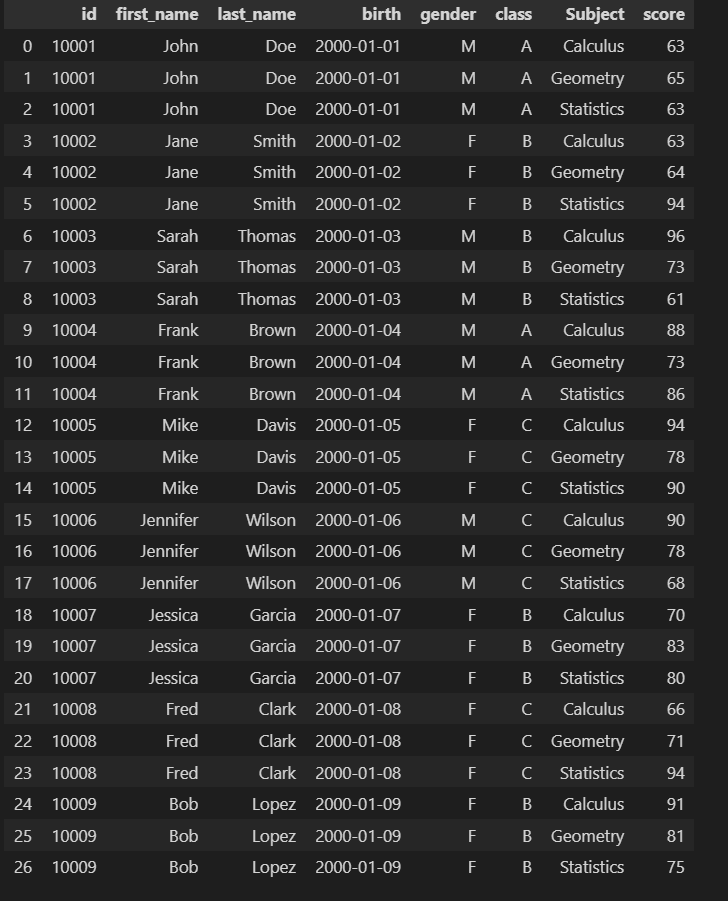 id first_name last_name birth gender class Subject score
0 10001 John Doe 2000-01-01 M A Calculus 63
1 10001 John Doe 2000-01-01 M A Geometry 65
2 10001 John Doe 2000-01-01 M A Statistics 63
3 10002 Jane Smith 2000-01-02 F B Calculus 63
4 10002 Jane Smith 2000-01-02 F B Geometry 64
5 10002 Jane Smith 2000-01-02 F B Statistics 94
6 10003 Sarah Thomas 2000-01-03 M B Calculus 96
7 10003 Sarah Thomas 2000-01-03 M B Geometry 73
8 10003 Sarah Thomas 2000-01-03 M B Statistics 61
9 10004 Frank Brown 2000-01-04 M A Calculus 88
10 10004 Frank Brown 2000-01-04 M A Geometry 73
11 10004 Frank Brown 2000-01-04 M A Statistics 86
12 10005 Mike Davis 2000-01-05 F C Calculus 94
13 10005 Mike Davis 2000-01-05 F C Geometry 78
14 10005 Mike Davis 2000-01-05 F C Statistics 90
15 10006 Jennifer Wilson 2000-01-06 M C Calculus 90
16 10006 Jennifer Wilson 2000-01-06 M C Geometry 78
17 10006 Jennifer Wilson 2000-01-06 M C Statistics 68
18 10007 Jessica Garcia 2000-01-07 F B Calculus 70
19 10007 Jessica Garcia 2000-01-07 F B Geometry 83
20 10007 Jessica Garcia 2000-01-07 F B Statistics 80
21 10008 Fred Clark 2000-01-08 F C Calculus 66
22 10008 Fred Clark 2000-01-08 F C Geometry 71
23 10008 Fred Clark 2000-01-08 F C Statistics 94
24 10009 Bob Lopez 2000-01-09 F B Calculus 91
25 10009 Bob Lopez 2000-01-09 F B Geometry 81
26 10009 Bob Lopez 2000-01-09 F B Statistics 75